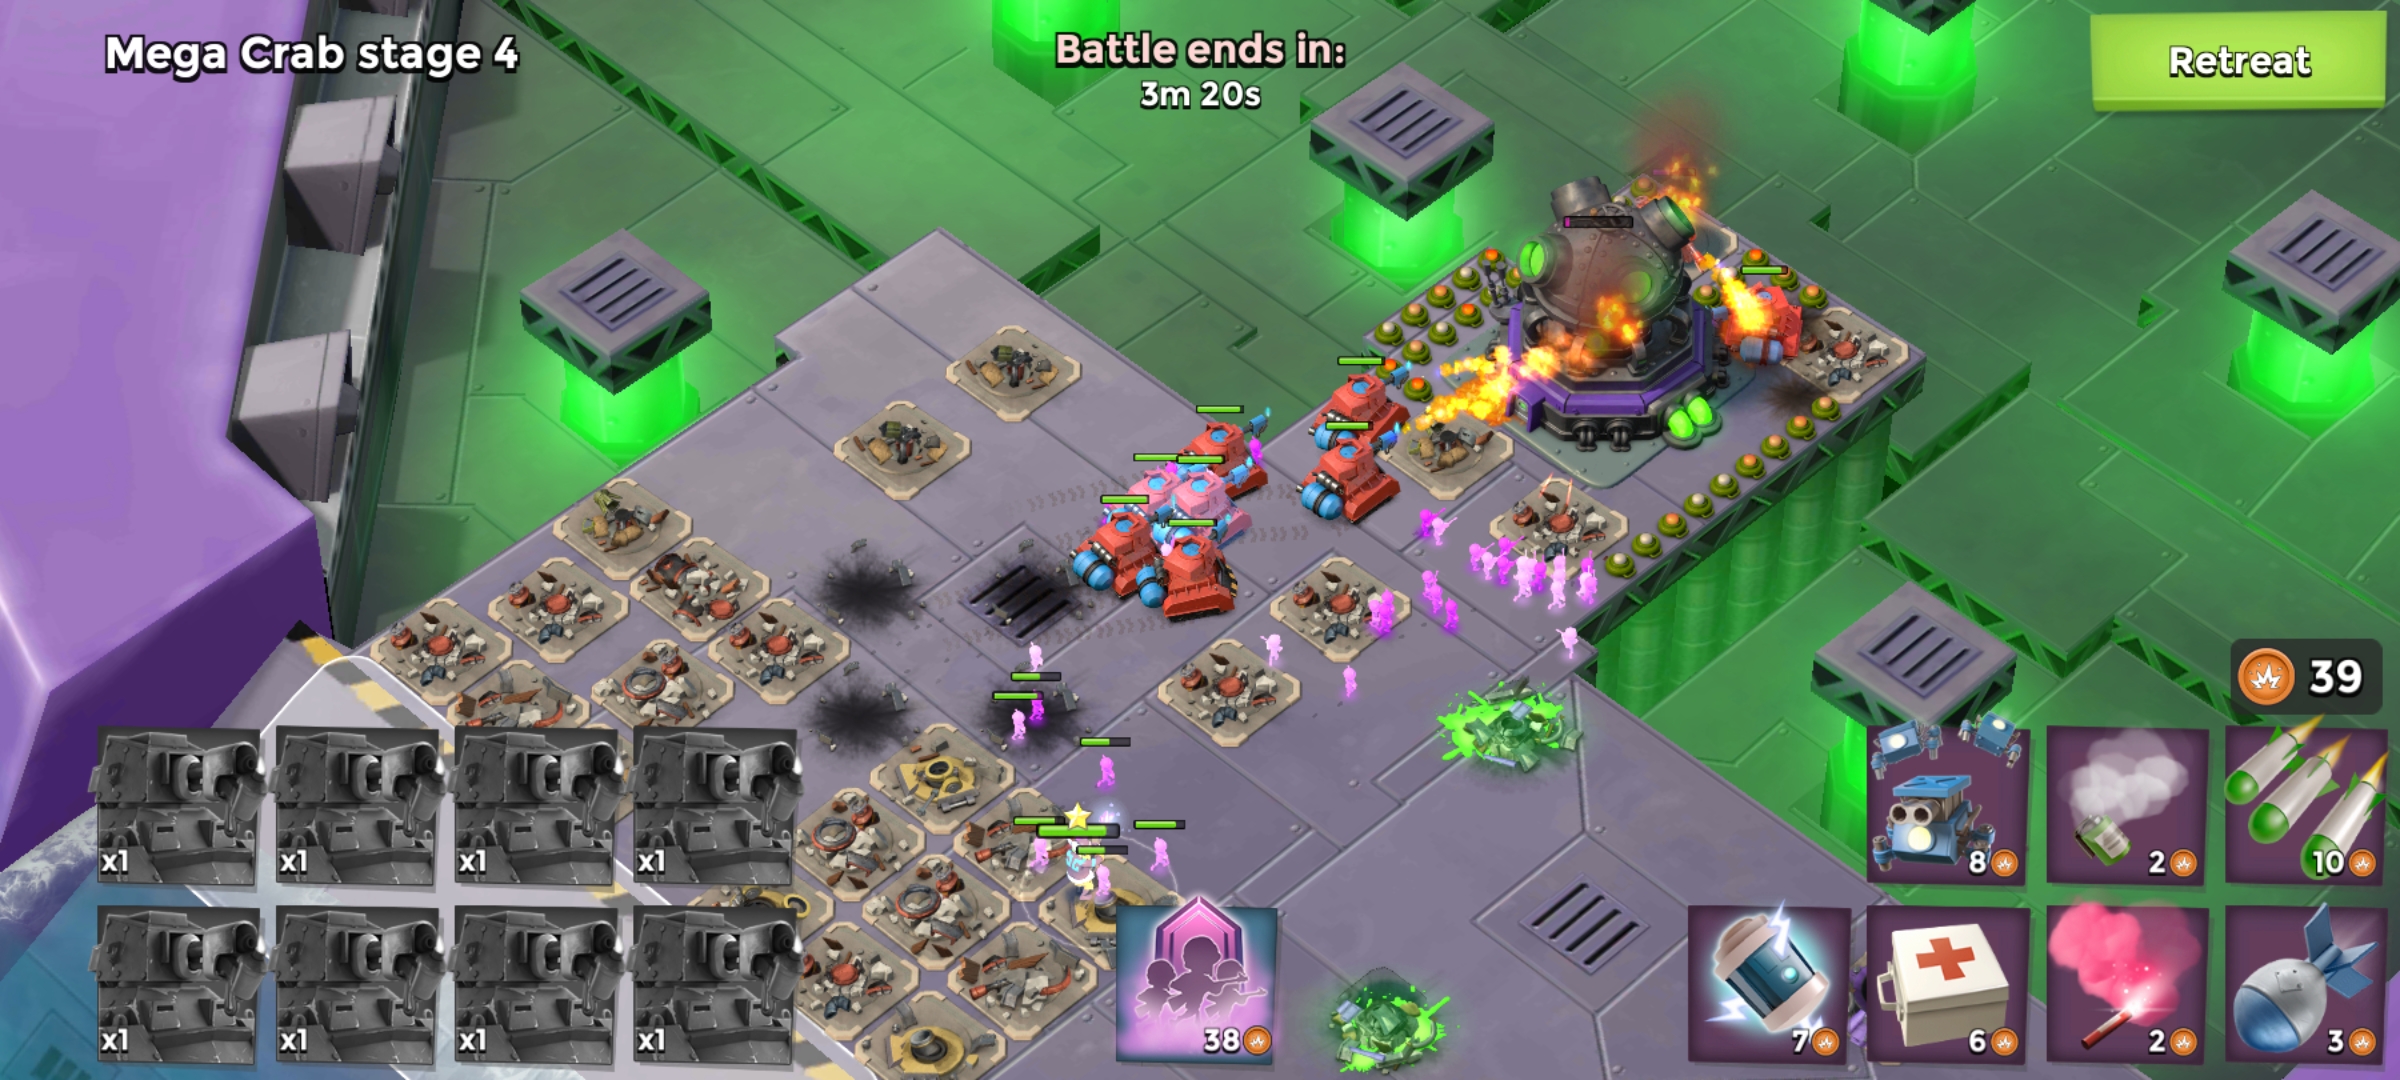 Mega Crab stage 4
Battle ends in:
3m 20s
Retreat
39
8
2
10
x1
x1
x1
x1
x1
x1
x1
x1
38
7
6
2
3